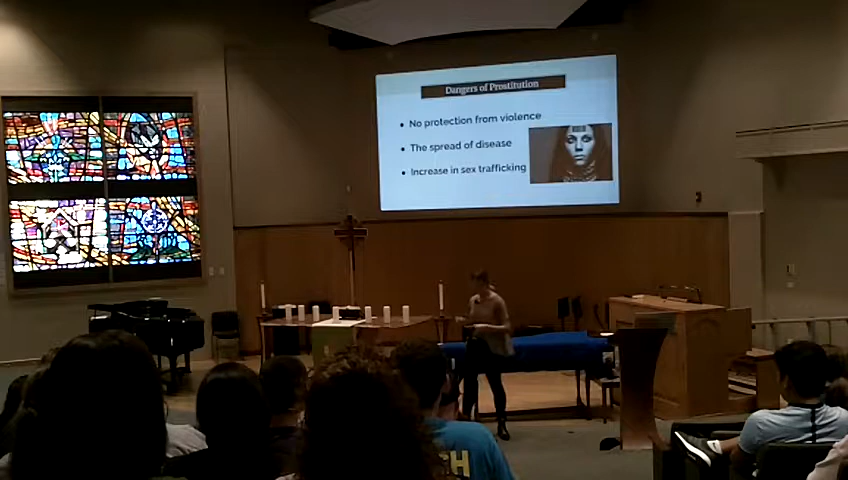 Dangers of Prostitution
• No protection from violence
• The spread of disease
• Increase in sex trafficking